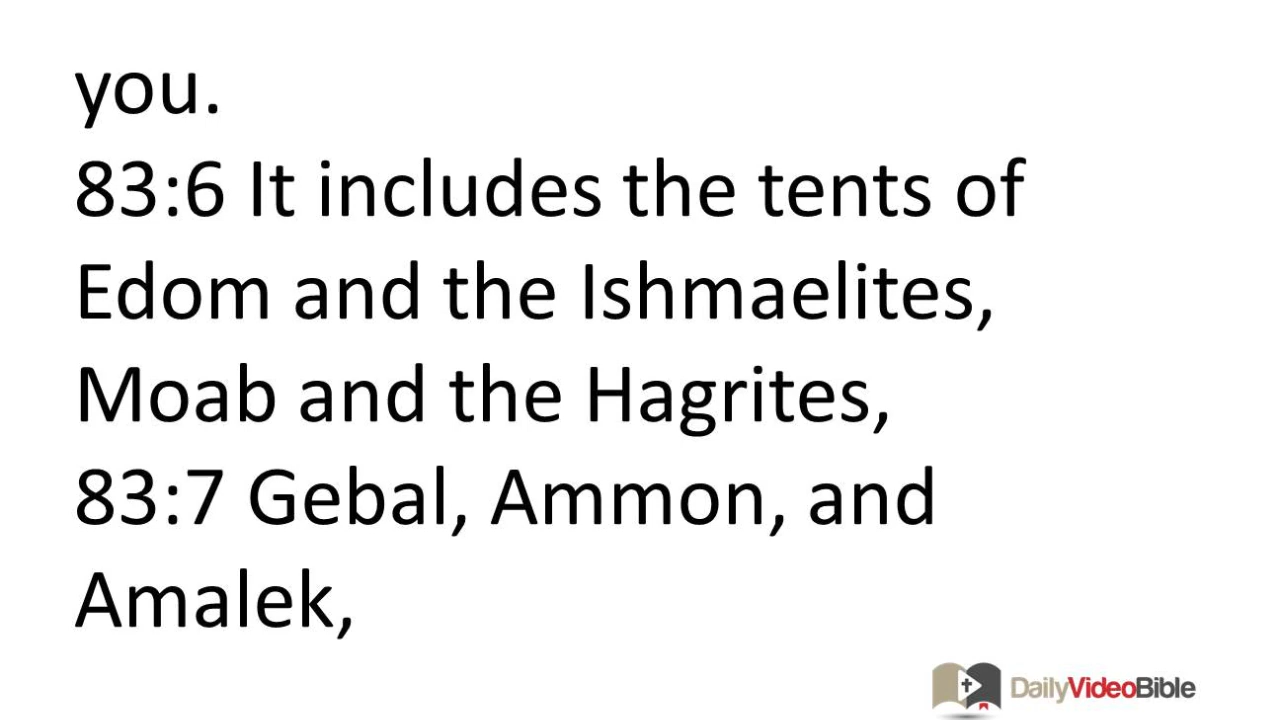 you.
83:6 It includes the tents of
Edom and the Ishmaelites,
Moab and the Hagrites,
83:7 Gebal, Ammon, and
Amalek,
DailyVideoBible